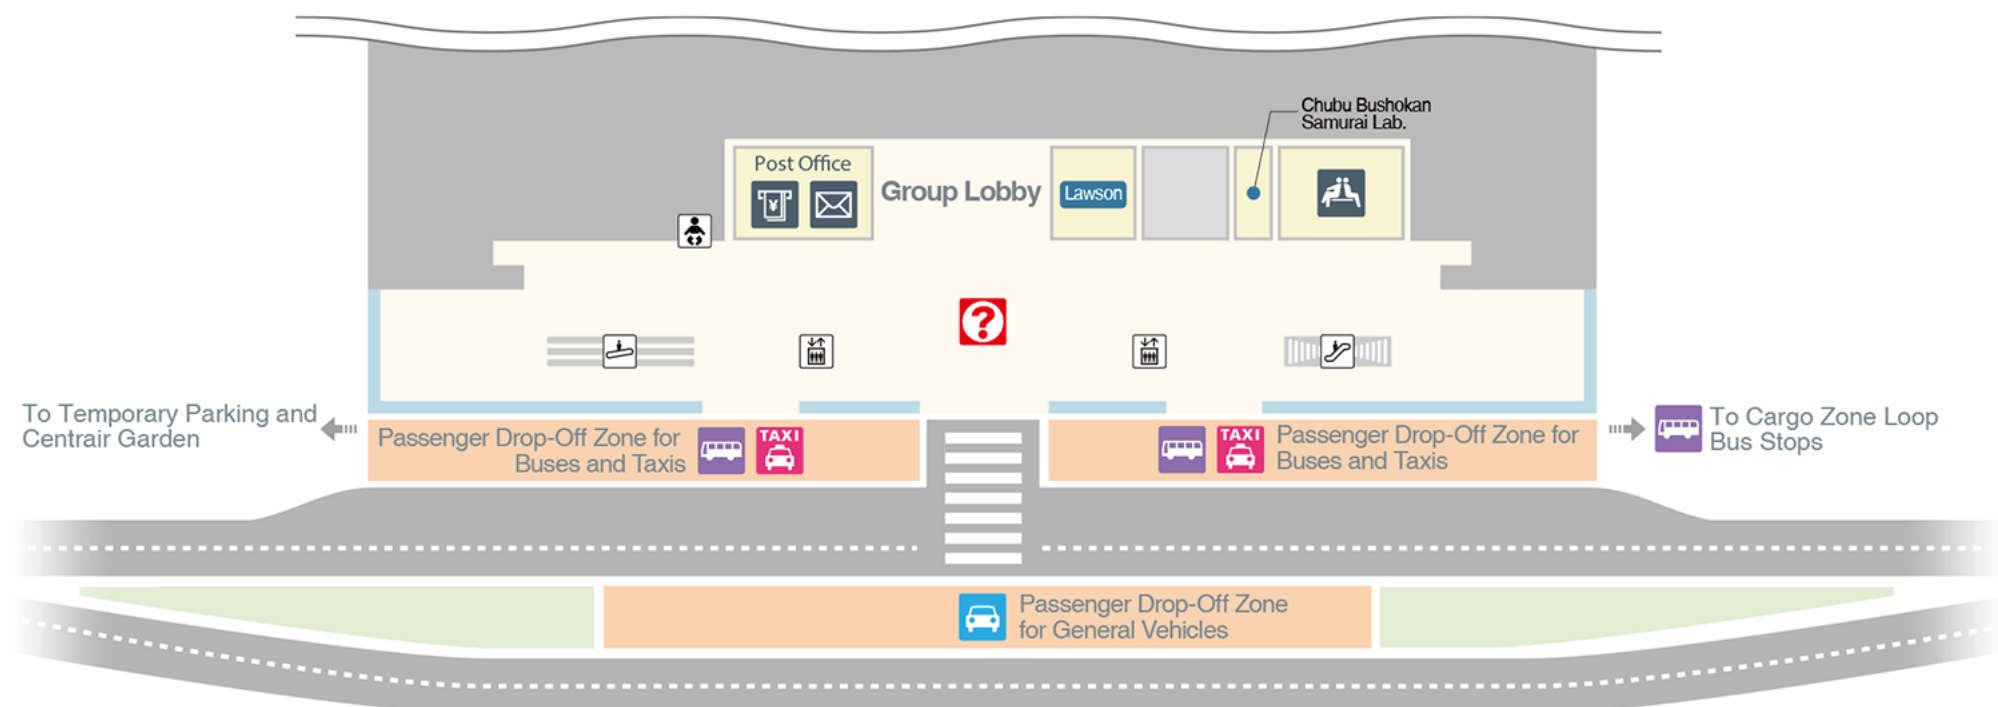 Chubu Bushokan
Samurai Lab.
Post Office
¥
Group Lobby
Lawson
?
To Temporary Parking and
Centrair Garden
Passenger Drop-Off Zone for
Buses and Taxis
TAXI
TAXI
Passenger Drop-Off Zone for
Buses and Taxis
To Cargo Zone Loop
Bus Stops
Passenger Drop-Off Zone
for General Vehicles